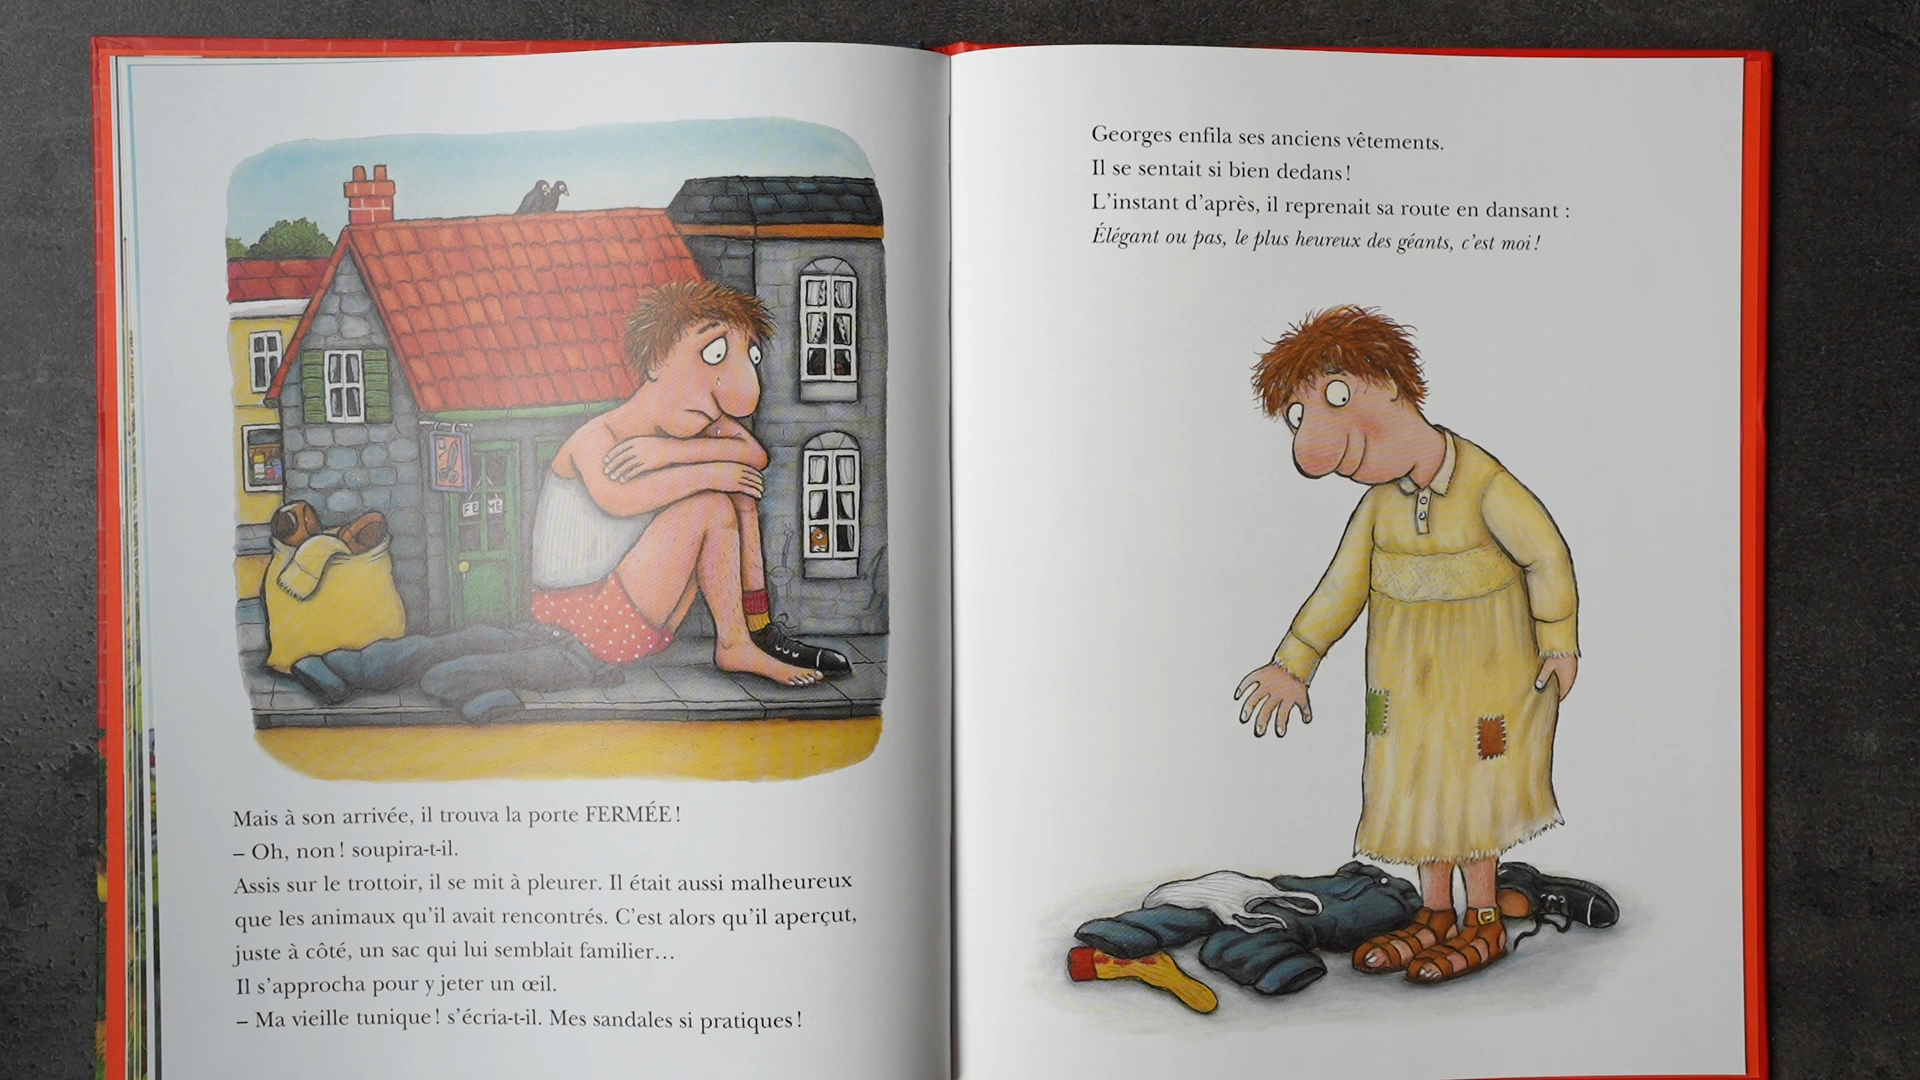 FERMÉ
Mais à son arrivée, il trouva la porte FERMÉE !
– Oh, non ! soupira-t-il.
Assis sur le trottoir, il se mit à pleurer. Il était aussi malheureux
que les animaux qu’il avait rencontrés. C’est alors qu’il aperçut,
juste à côté, un sac qui lui semblait familier…
Il s’approcha pour y jeter un œil.
– Ma vieille tunique ! s’écria-t-il. Mes sandales si pratiques !
Georges enfila ses anciens vêtements.
Il se sentait si bien dedans !
L’instant d’après, il reprenait sa route en dansant :
Élégant ou pas, le plus heureux des géants, c’est moi !